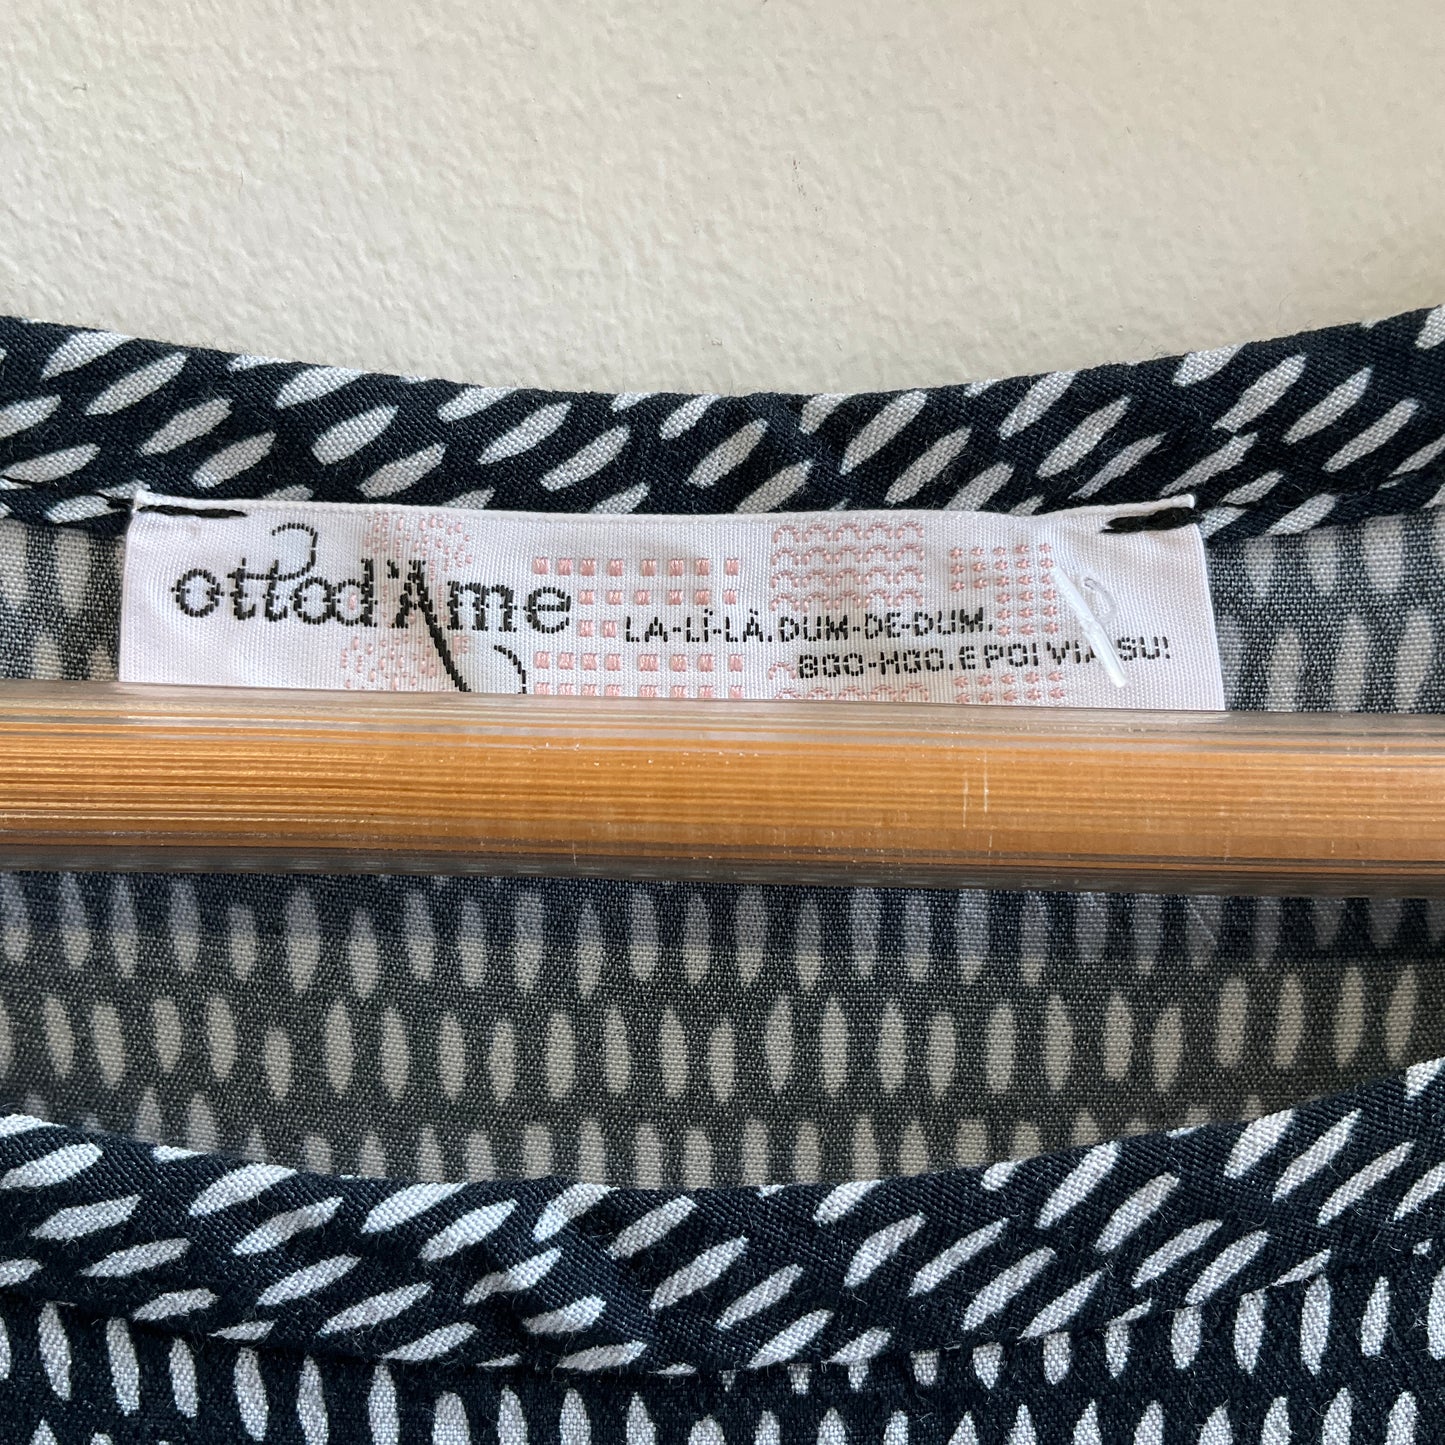 ottod'Ame
LA-LÌ-LÀ. DUM-DE-DUM.
BOO-HOO. E POI VIA SU!